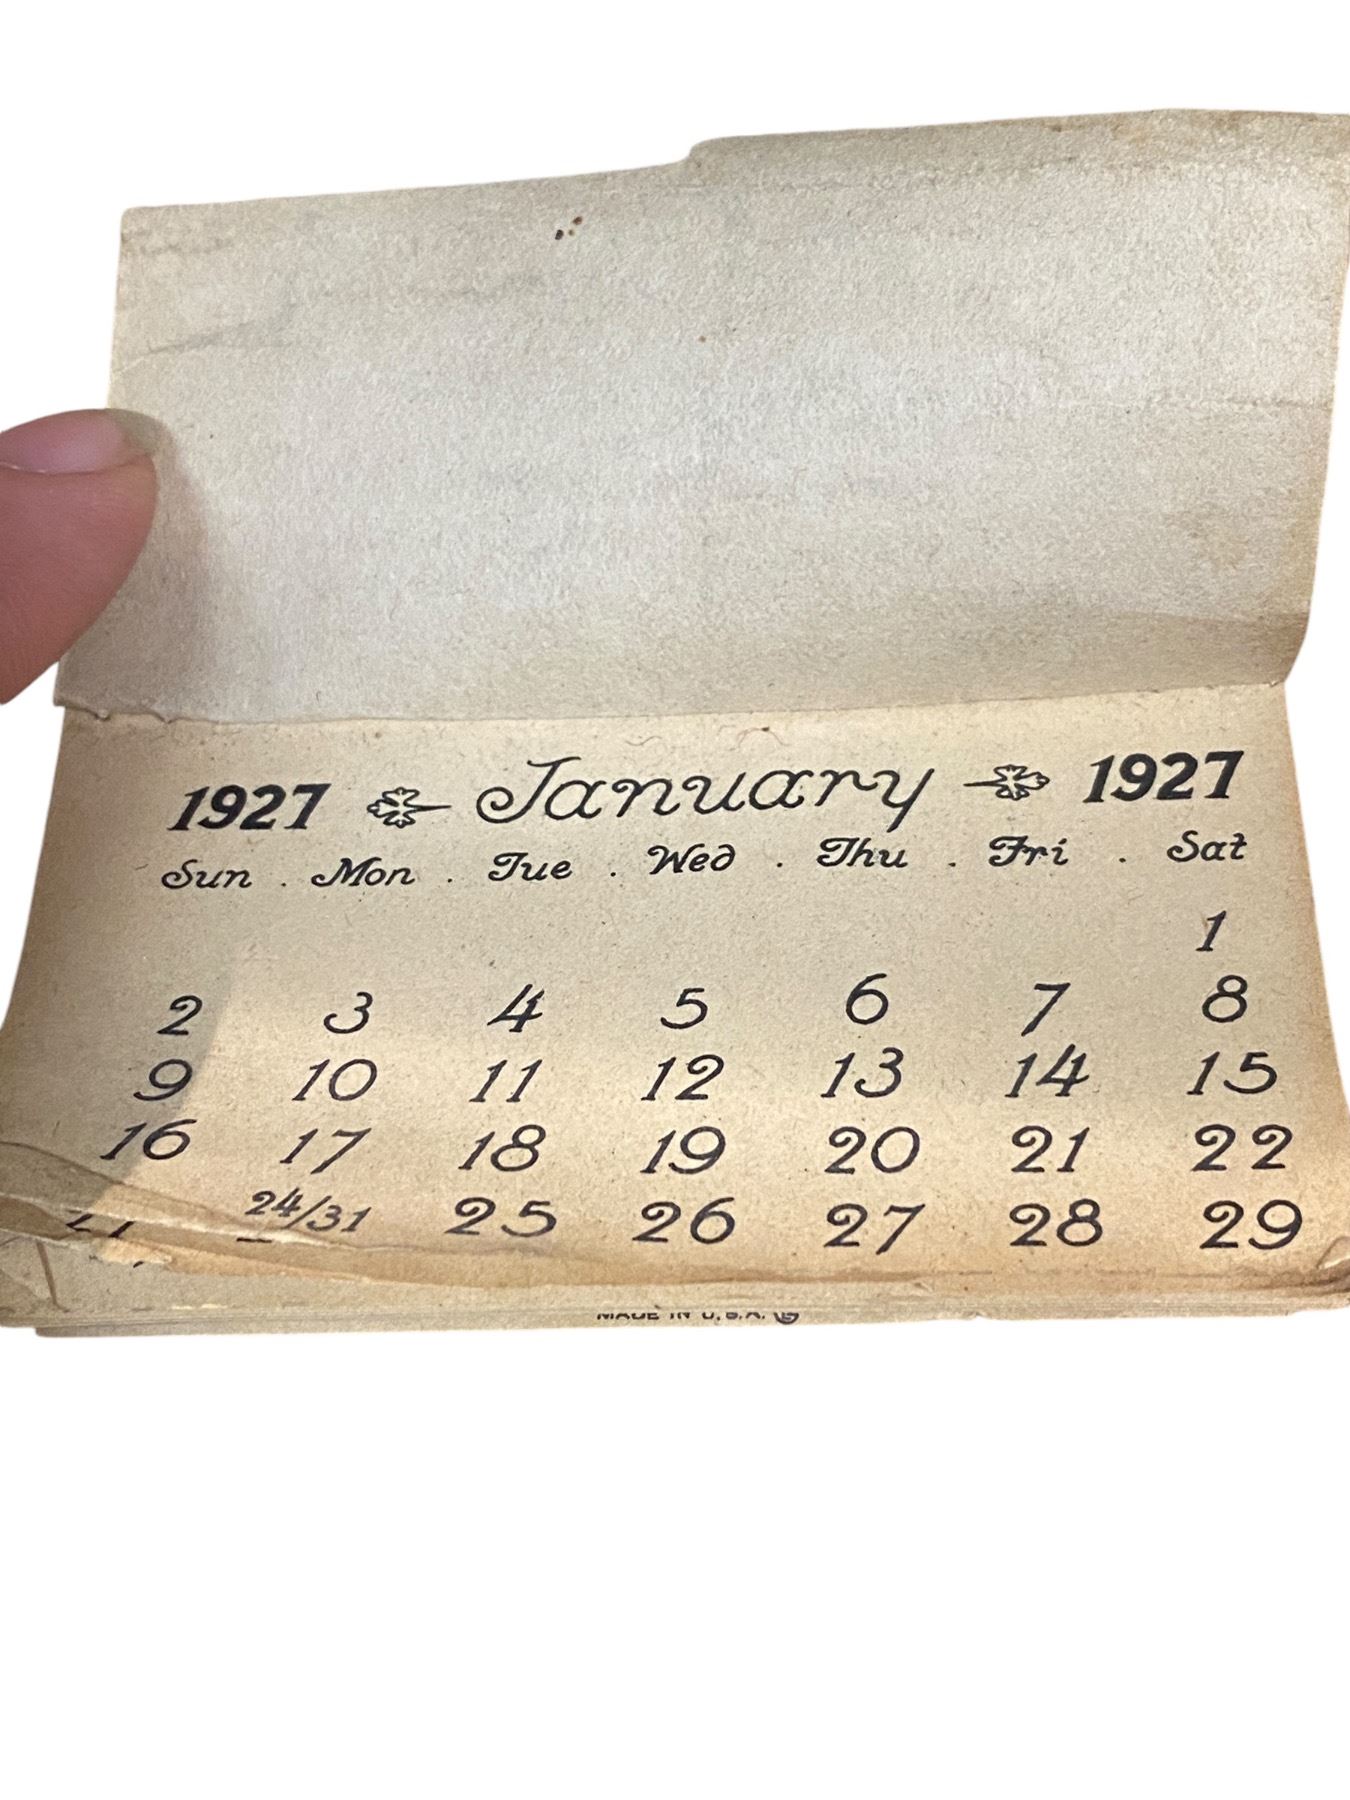 1927 January 1927
Sun . Mon . Tue . Wed . Thu . Fri . Sat
1
2 3 4 5 6 7 8
9 10 11 12 13 14 15
16 17 18 19 20 21 22
24/31 25 26 27 28 29
MADE IN U.S.A.